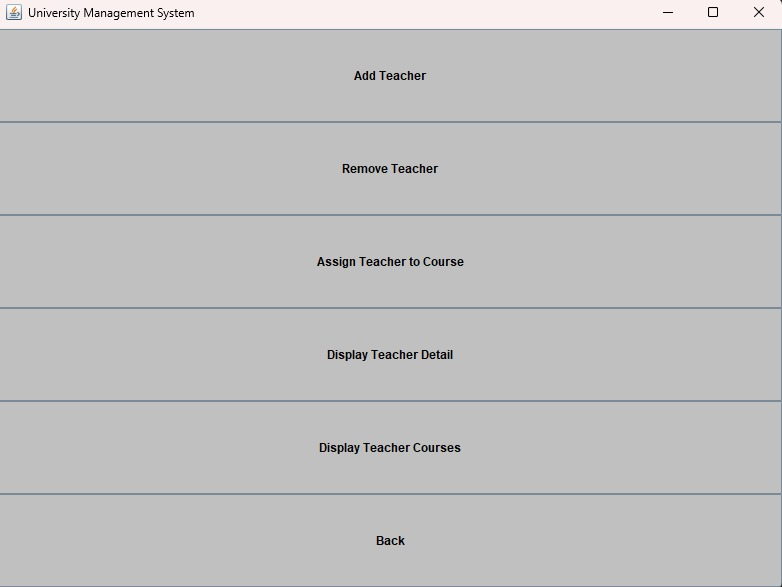 University Management System
Add Teacher
Remove Teacher
Assign Teacher to Course
Display Teacher Detail
Display Teacher Courses
Back